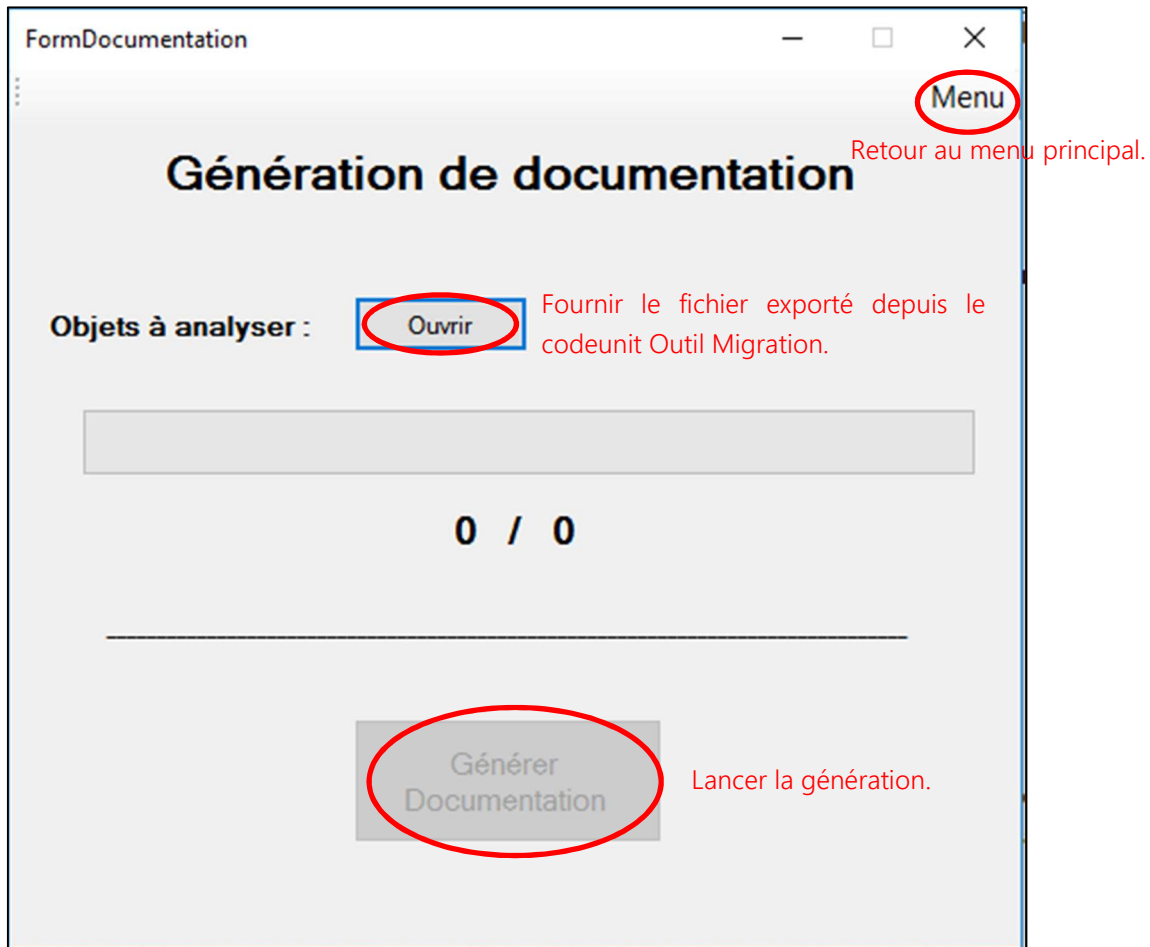 FormDocumentation
Menu
Retour au menu principal.
Génération de documentation
Objets à analyser :
Ouvrir
Fournir le fichier exporté depuis le
codeunit Outil Migration.
0 / 0
Générer
Documentation
Lancer la génération.